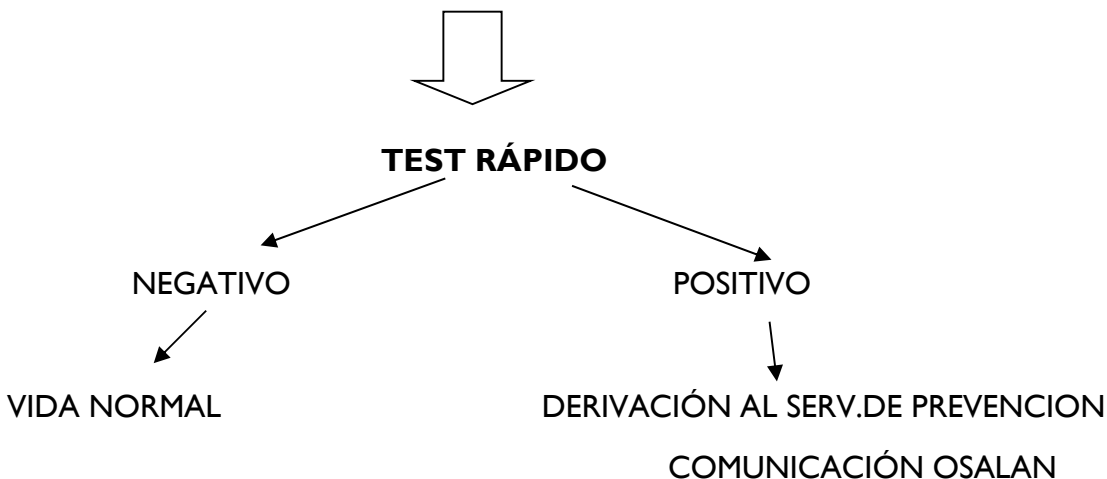 TEST RÁPIDO
NEGATIVO
POSITIVO
VIDA NORMAL
DERIVACIÓN AL SERV.DE PREVENCION
COMUNICACIÓN OSALAN